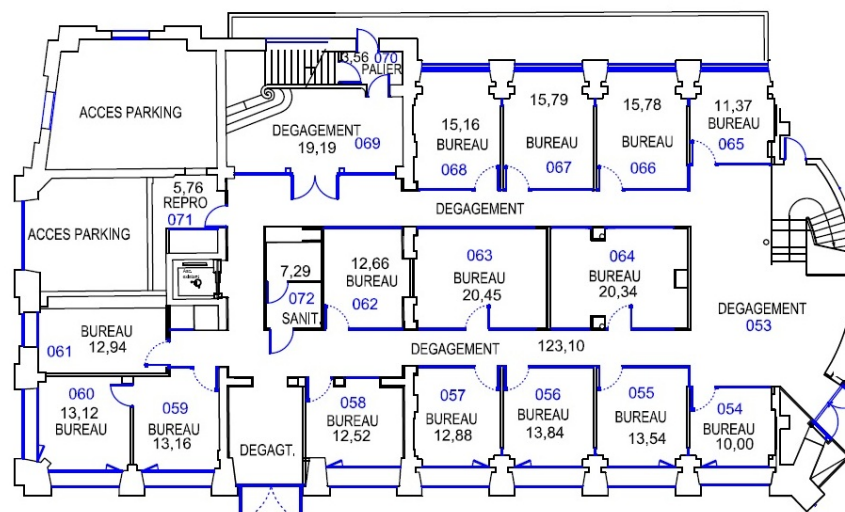 3,56 070
PALIER
ACCES PARKING
DEGAGEMENT
19,19 069
15,16
BUREAU
068
15,79
BUREAU
067
15,78
BUREAU
066
11,37
BUREAU
065
5,76
REPRO
071
DEGAGEMENT
ACCES PARKING
7,29
072
SANIT.
12,66
BUREAU
062
063
BUREAU
20,45
064
BUREAU
20,34
DEGAGEMENT
053
BUREAU
061 12,94
DEGAGEMENT 123,10
060
13,12
BUREAU
059
BUREAU
13,16
DEGAGT.
058
BUREAU
12,52
057
BUREAU
12,88
056
BUREAU
13,84
055
BUREAU
13,54
054
BUREAU
10,00